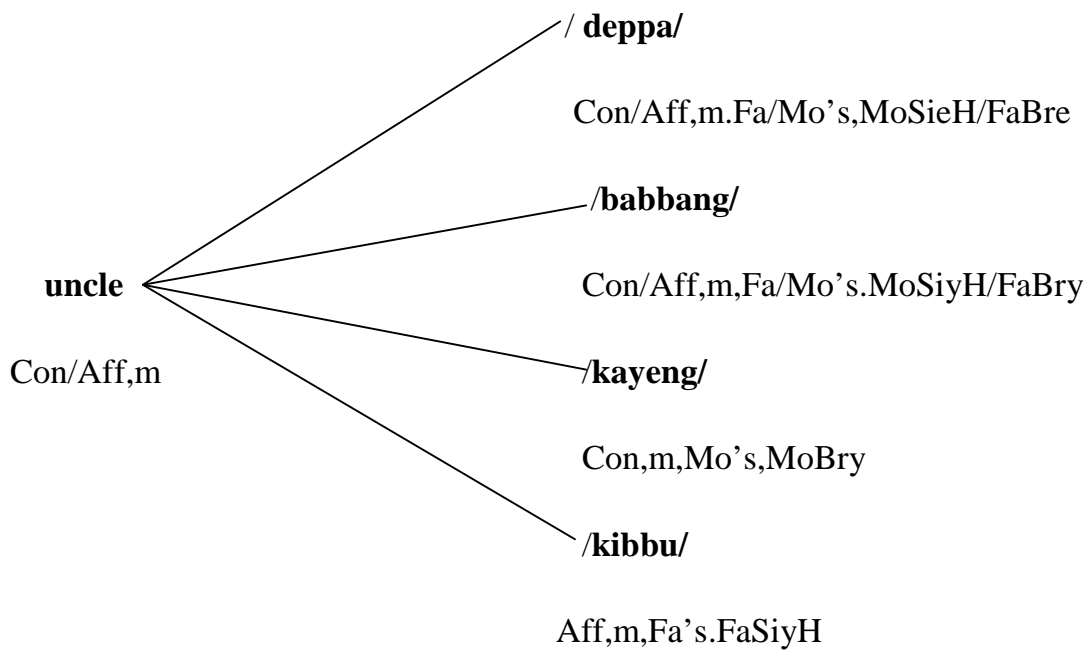 / deppa/
Con/Aff,m.Fa/Mo’s,MoSieH/FaBre
/babbang/
uncle
Con/Aff,m,Fa/Mo’s.MoSiyH/FaBry
Con/Aff,m
/kayeng/
Con,m,Mo’s,MoBry
/kibbu/
Aff,m,Fa’s.FaSiyH